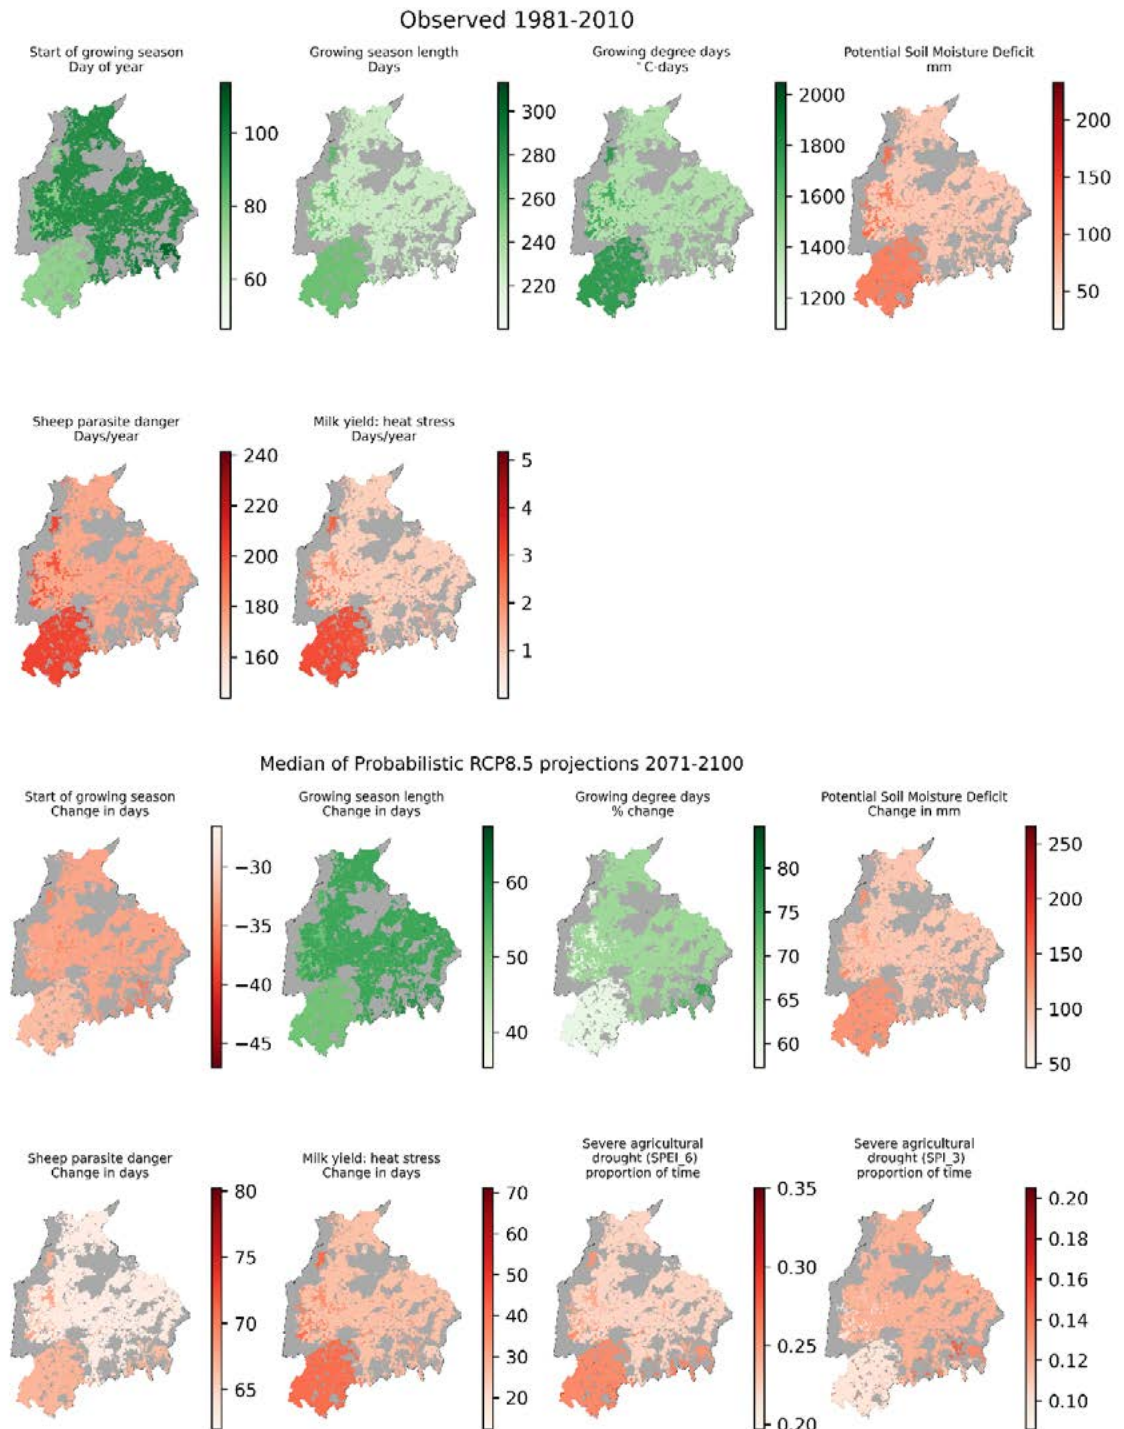 Observed 1981-2010
Start of growing season
Day of year
Growing season length
Days
Growing degree days
°C-days
Potential Soil Moisture Deficit
mm
100
80
60
300
280
260
240
220
2000
1800
1600
1400
1200
200
150
100
50
Sheep parasite danger
Days/year
Milk yield: heat stress
Days/year
240
220
200
180
160
5
4
3
2
1
Median of Probabilistic RCP8.5 projections 2071-2100
Start of growing season
Change in days
Growing season length
Change in days
Growing degree days
% change
Potential Soil Moisture Deficit
Change in mm
−30
−35
−40
−45
60
50
40
80
75
70
65
60
250
200
150
100
50
Sheep parasite danger
Change in days
Milk yield: heat stress
Change in days
Severe agricultural
drought (SPEI_6)
proportion of time
Severe agricultural
drought (SPI_3)
proportion of time
80
75
70
65
70
60
50
40
30
20
0.35
0.30
0.25
0.20
0.20
0.18
0.16
0.14
0.12
0.10